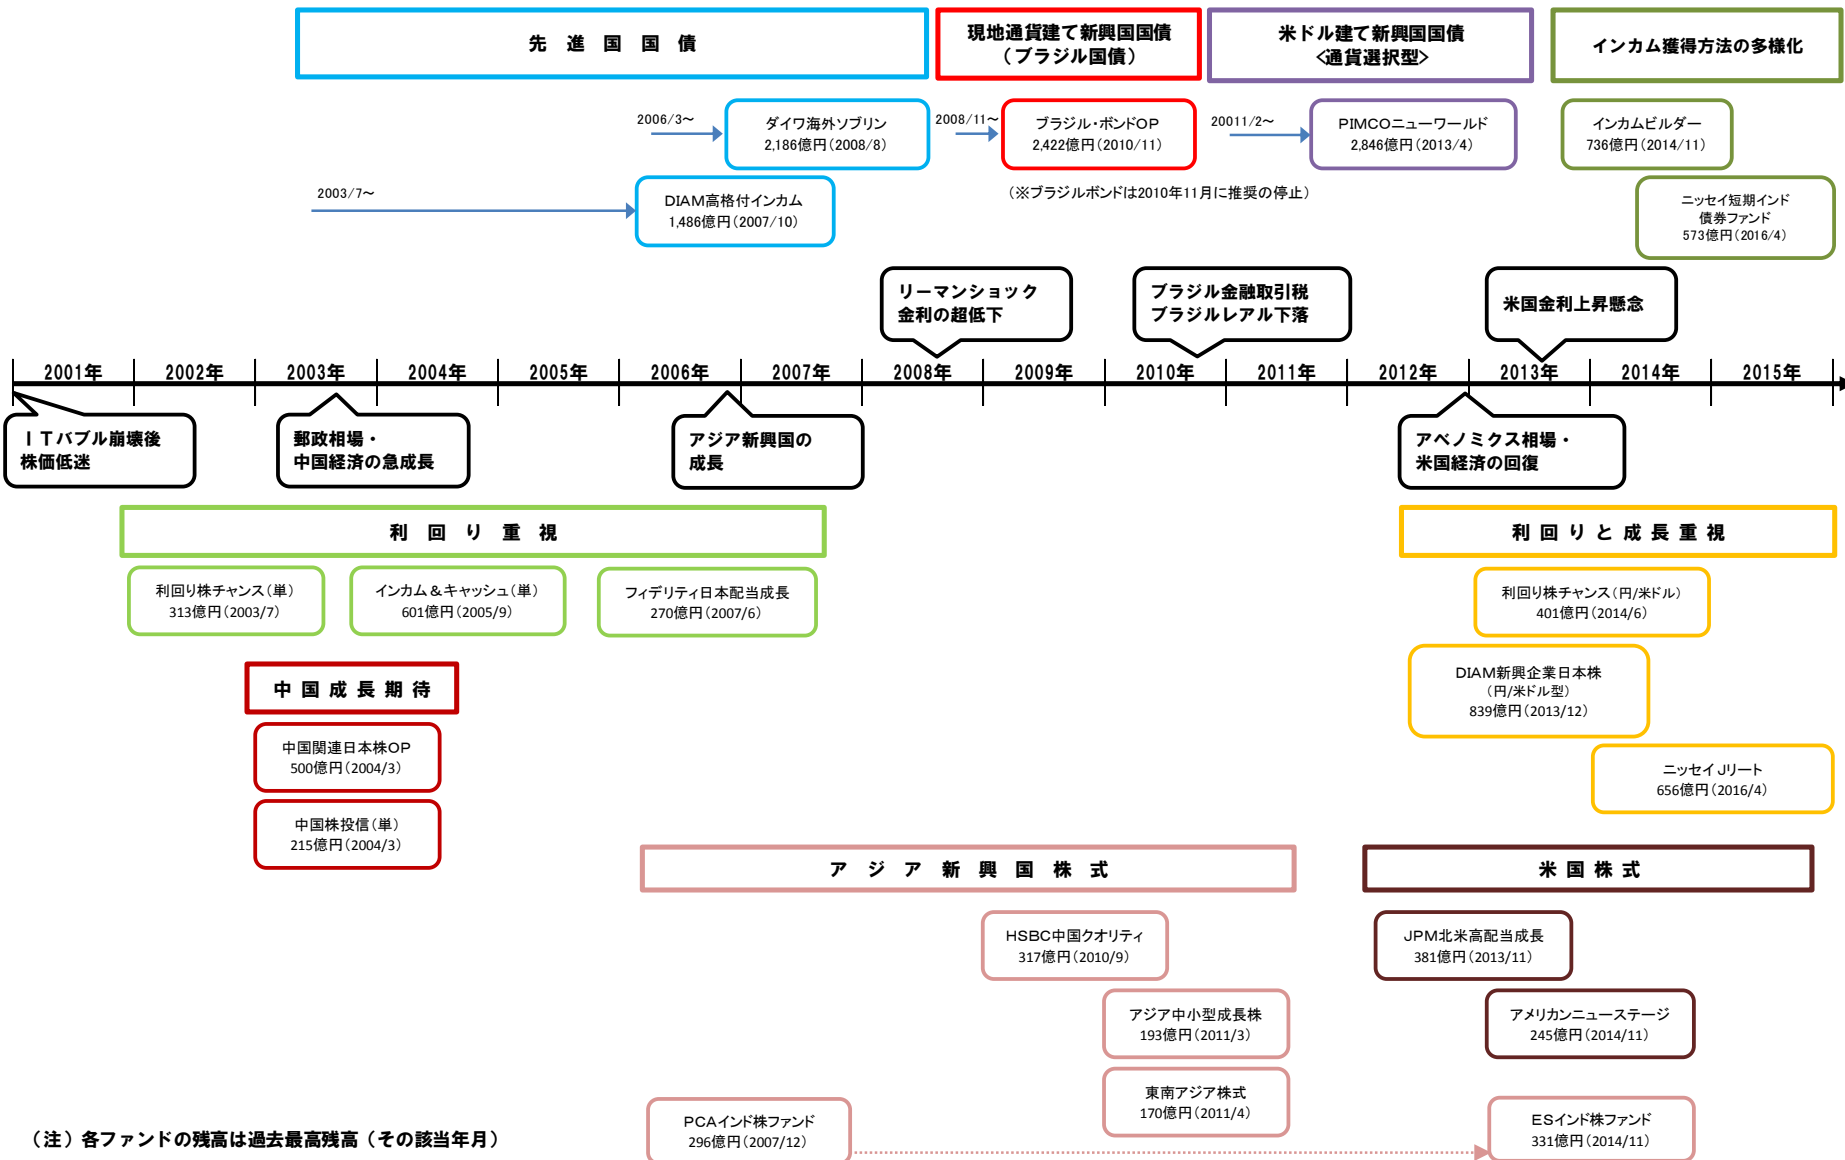 先進国国債
現地通貨建て新興国国債
(ブラジル国債)
米ドル建て新興国国債
<通貨選択型>
インカム獲得方法の多様化
2006/3～
ダイワ海外ソブリン
2,186億円(2008/8)
2008/11～
ブラジル・ボンドOP
2,422億円(2010/11)
20011/2～
PIMCOニューワールド
2,846億円(2013/4)
インカムビルダー
736億円(2014/11)
2003/7～
DIAM高格付インカム
1,486億円(2007/10)
(※ブラジルボンドは2010年11月に推奨の停止)
ニッセイ短期インド
債券ファンド
573億円(2016/4)
リーマンショック
金利の超低下
ブラジル金融取引税
ブラジルレアル下落
米国金利上昇懸念
2001年
2002年
2003年
2004年
2005年
2006年
2007年
2008年
2009年
2010年
2011年
2012年
2013年
2014年
2015年
ITバブル崩壊後
株価低迷
郵政相場・
中国経済の急成長
アジア新興国の
成長
アベノミクス相場・
米国経済の回復
利回り重視
利回りと成長重視
利回り株チャンス(単)
313億円(2003/7)
インカム&キャッシュ(単)
601億円(2005/9)
フィデリティ日本配当成長
270億円(2007/6)
利回り株チャンス(円/米ドル)
401億円(2014/6)
中国成長期待
DIAM新興企業日本株
(円/米ドル型)
839億円(2013/12)
中国関連日本株OP
500億円(2004/3)
ニッセイJリート
656億円(2016/4)
中国株投信(単)
215億円(2004/3)
アジア新興国株式
米国株式
HSBC中国クオリティ
317億円(2010/9)
JPM北米高配当成長
381億円(2013/11)
アジア中小型成長株
193億円(2011/3)
アメリカンニューステージ
245億円(2014/11)
東南アジア株式
170億円(2011/4)
PCAインド株ファンド
296億円(2007/12)
ESインド株ファンド
331億円(2014/11)
(注)各ファンドの残高は過去最高残高(その該当年月)